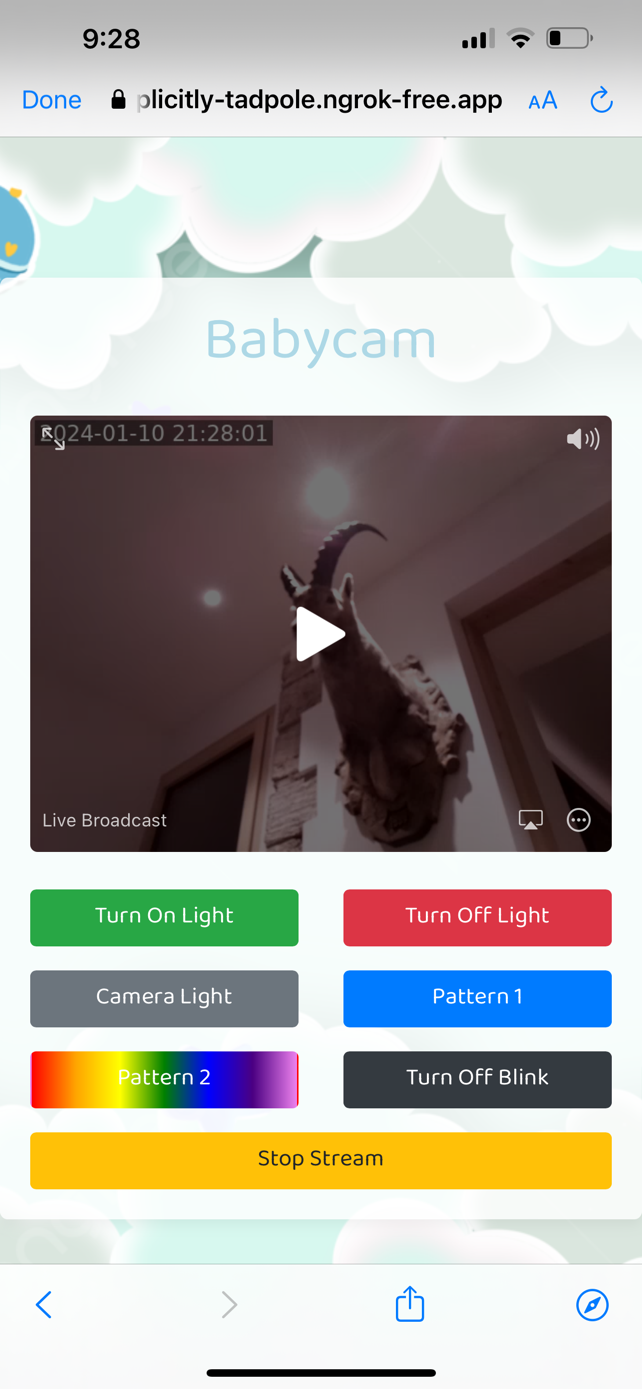 9:28
Done
plicitly-tadpole.ngrok-free.app
AA
Babycam
2024-01-10 21:28:01
Live Broadcast
Turn On Light
Turn Off Light
Camera Light
Pattern 1
Pattern 2
Turn Off Blink
Stop Stream